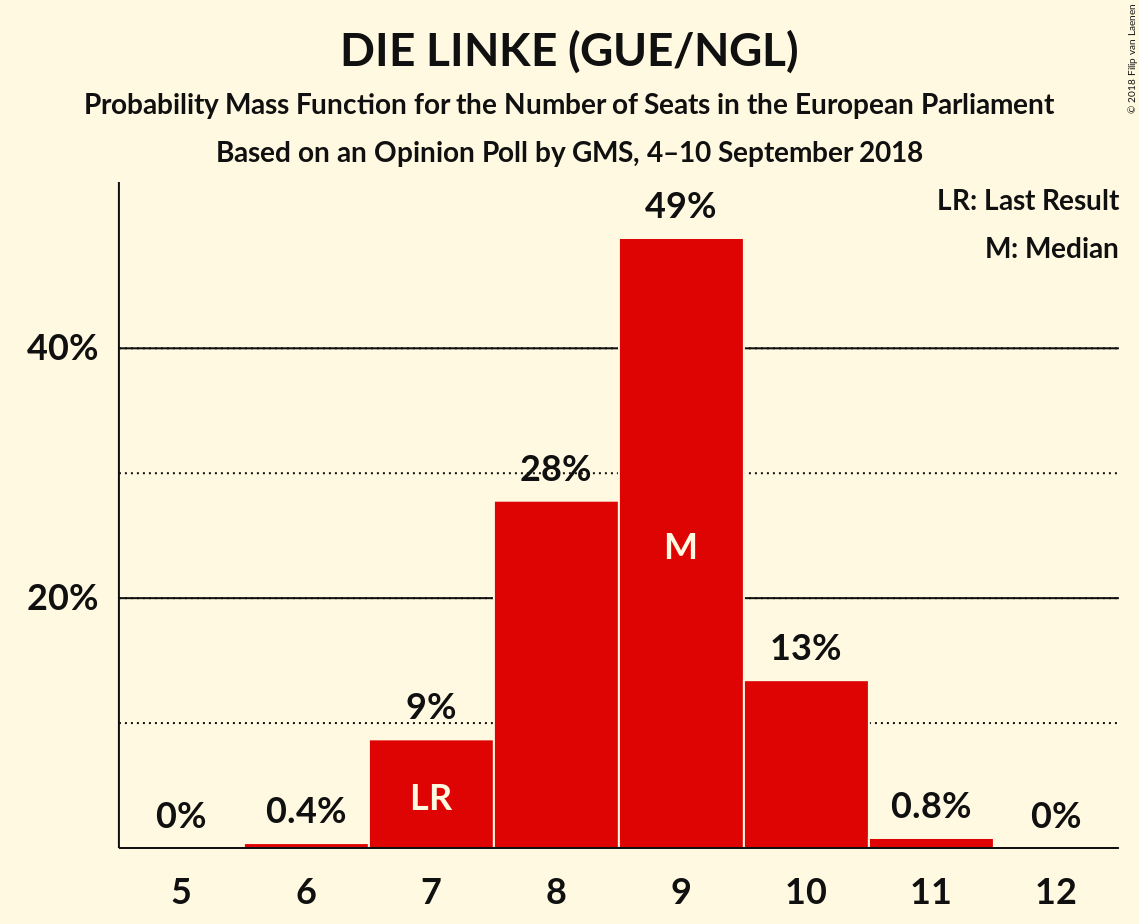 DIE LINKE (GUE/NGL)
Probability Mass Function for the Number of Seats in the European Parliament
Based on an Opinion Poll by GMS, 4–10 September 2018
© 2018 Filip van Laenen
LR: Last Result
M: Median
49%
40%
28%
M
20%
13%
9%
LR
0%
0.4%
0.8%
0%
5 6 7 8 9 10 11 12